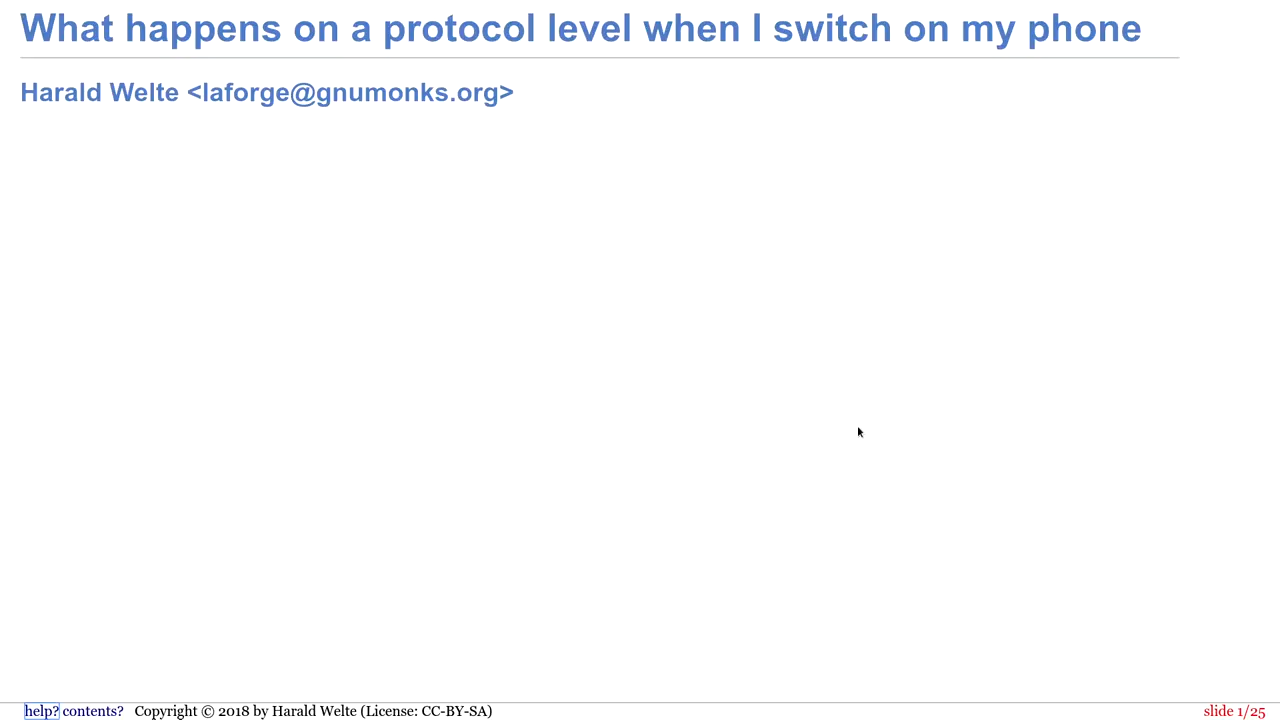 What happens on a protocol level when I switch on my phone
Harald Welte <laforge@gnumonks.org>
help? contents? Copyright © 2018 by Harald Welte (License: CC-BY-SA) slide 1/25